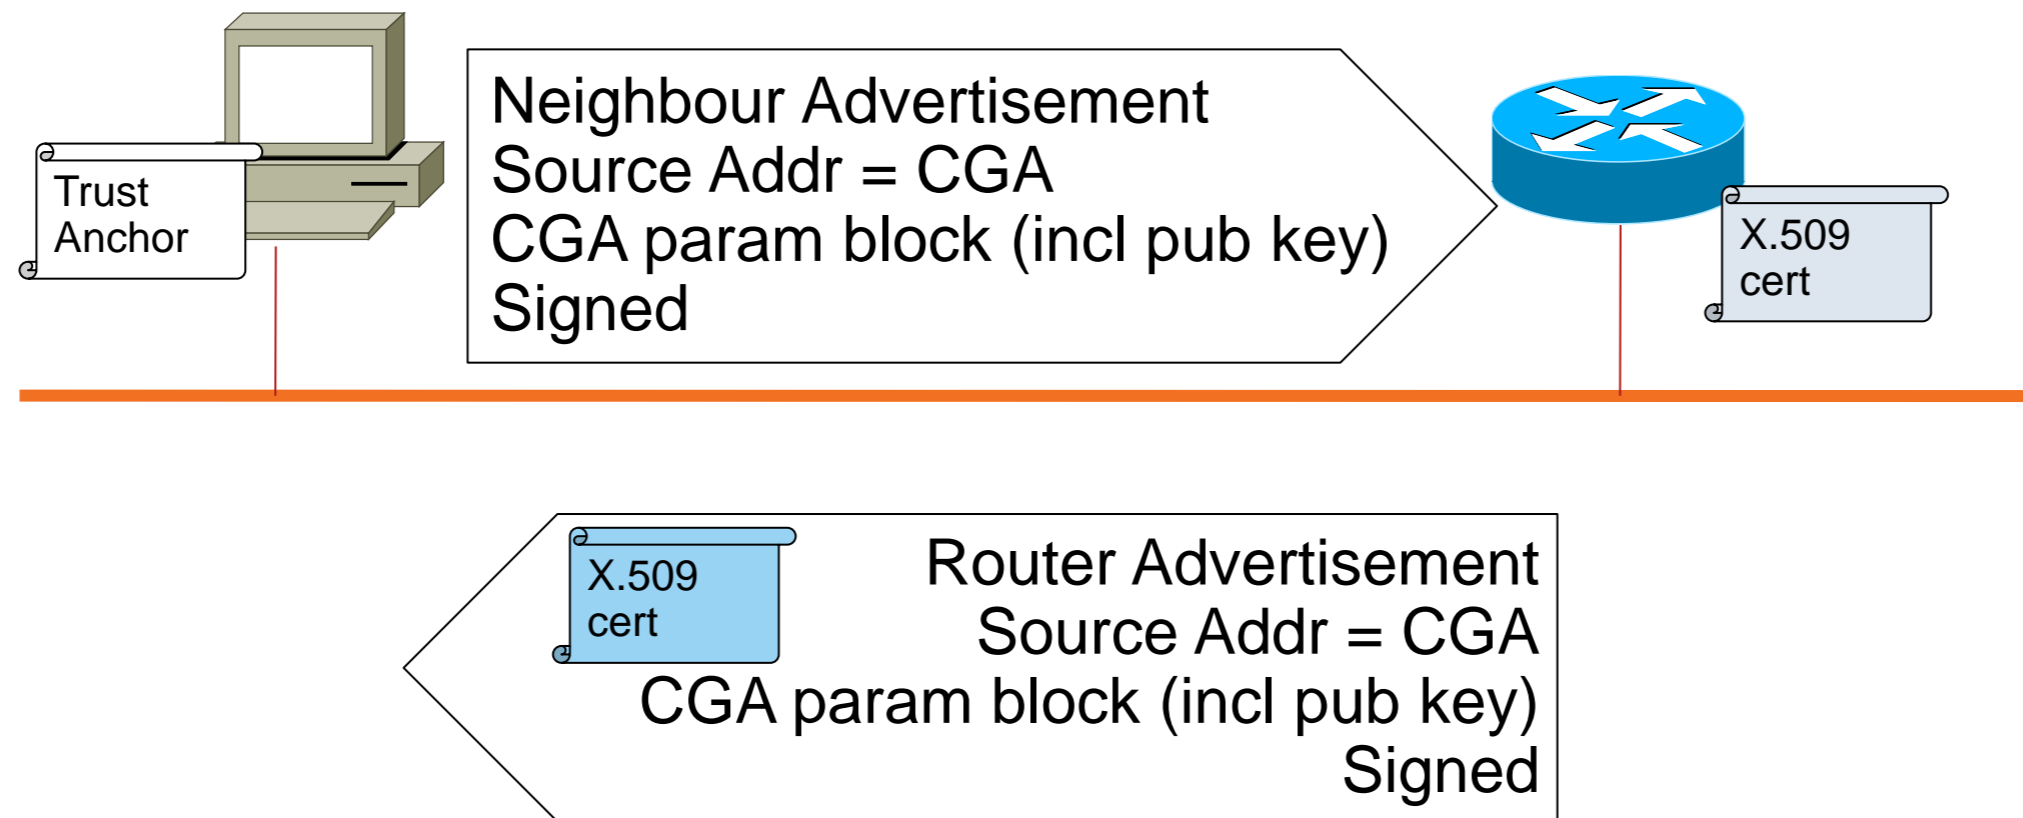 Neighbour Advertisement
Source Addr = CGA
CGA param block (incl pub key)
Signed
Trust
Anchor
X.509
cert
X.509
cert
Router Advertisement
Source Addr = CGA
CGA param block (incl pub key)
Signed